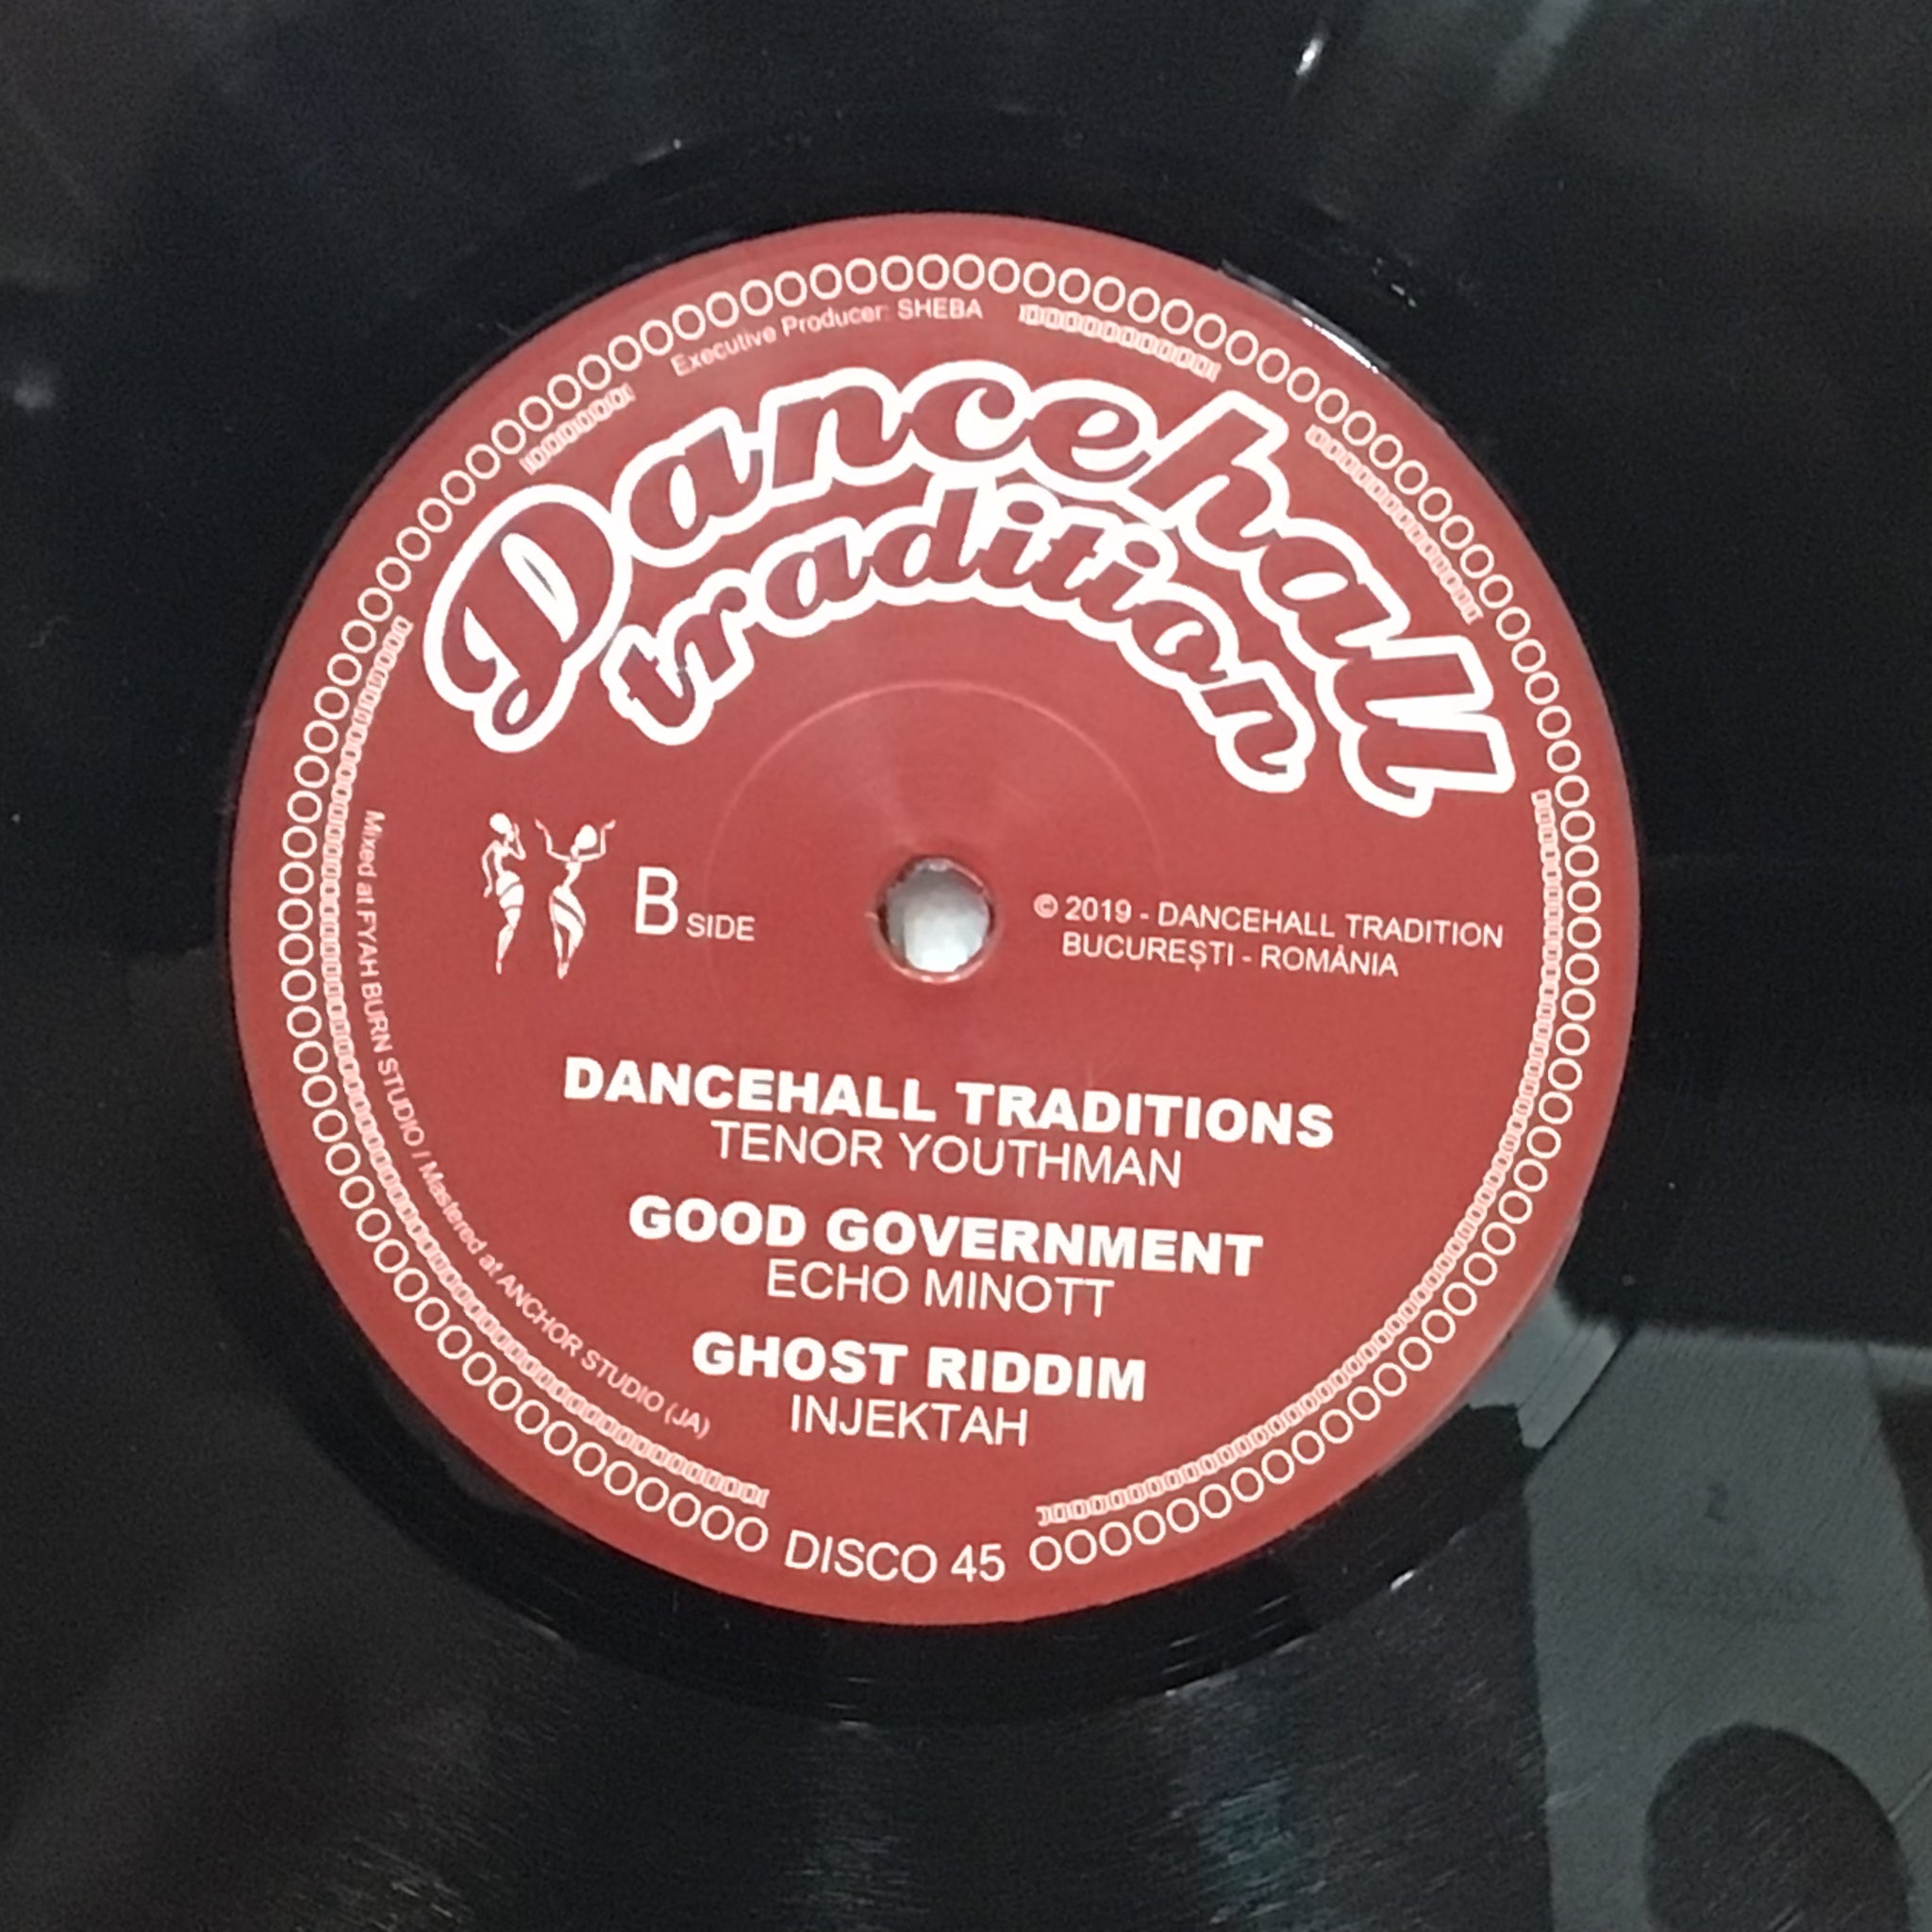 Executive Producer: SHEBA
Dancehall
tradition
B SIDE
© 2019 - DANCEHALL TRADITION
BUCUREȘTI - ROMÂNIA
DANCEHALL TRADITIONS
TENOR YOUTHMAN
GOOD GOVERNMENT
ECHO MINOTT
GHOST RIDDIM
INJEKTAH
Mixed at FYAH BURN STUDIO / Mastered at ANCHOR STUDIO (JA)
DISCO 45